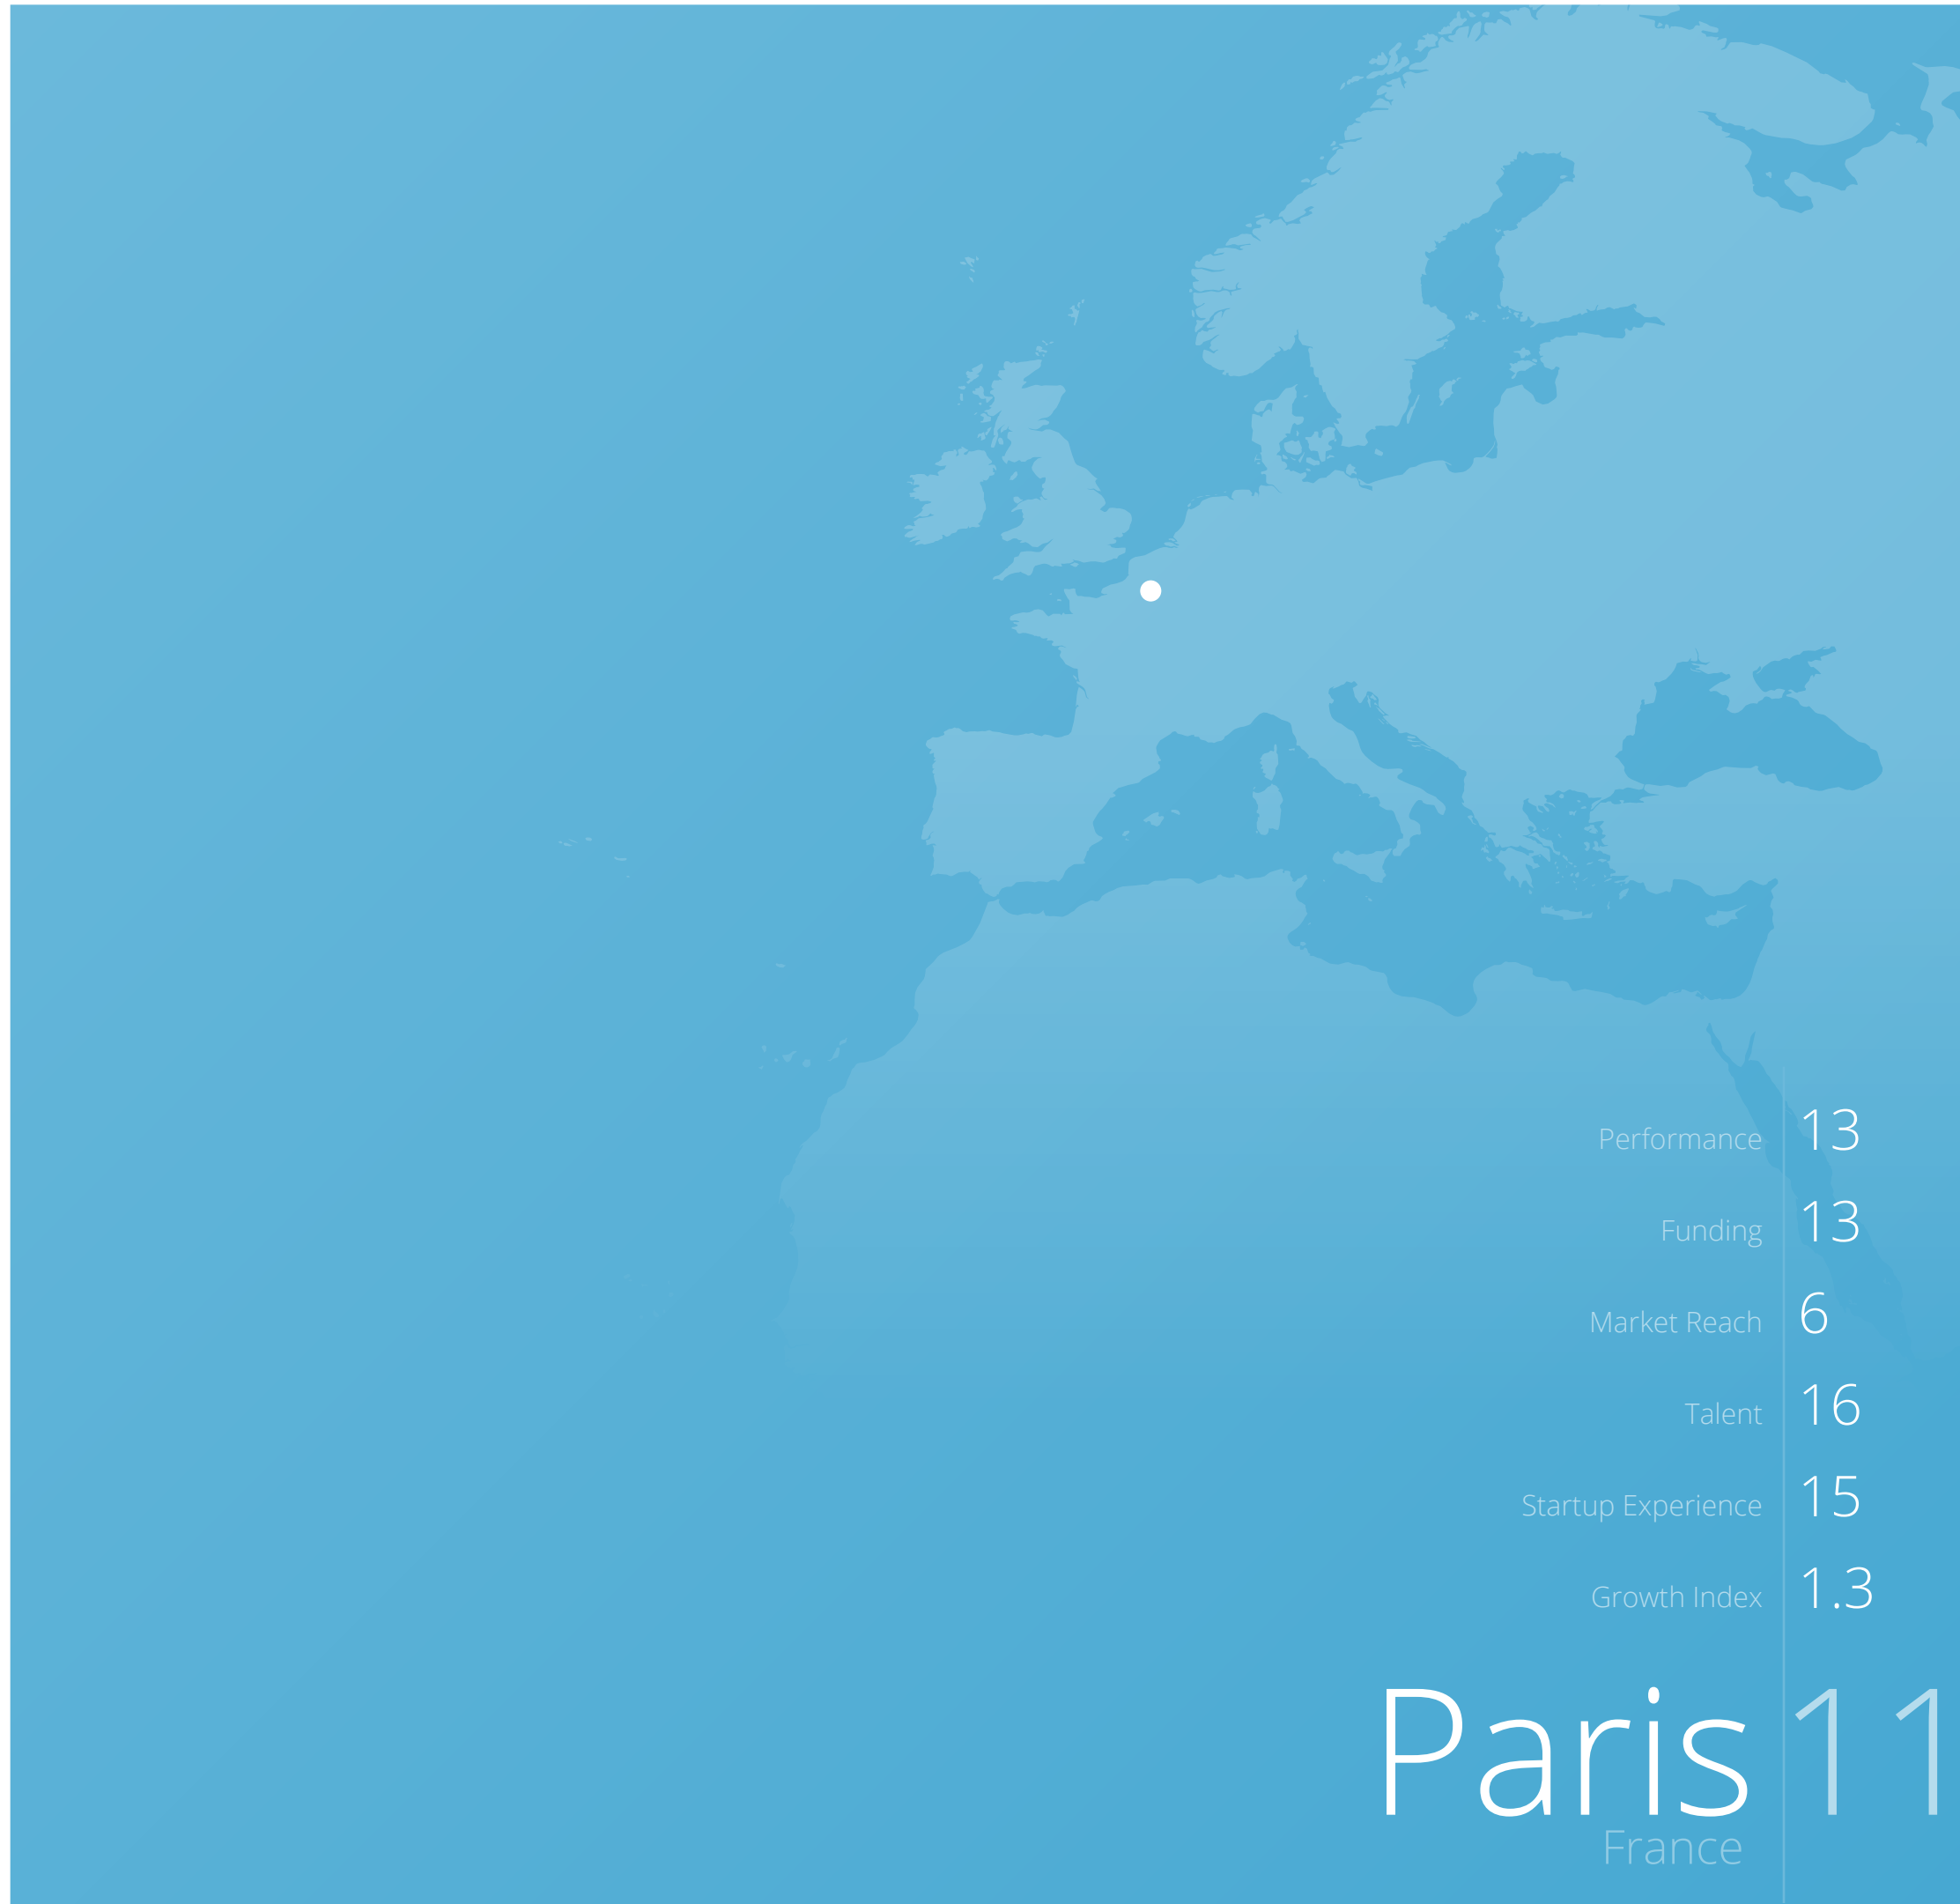 Performance 13
Funding 13
Market Reach 6
Talent 16
Startup Experience 15
Growth Index 1.3
Paris 11
France